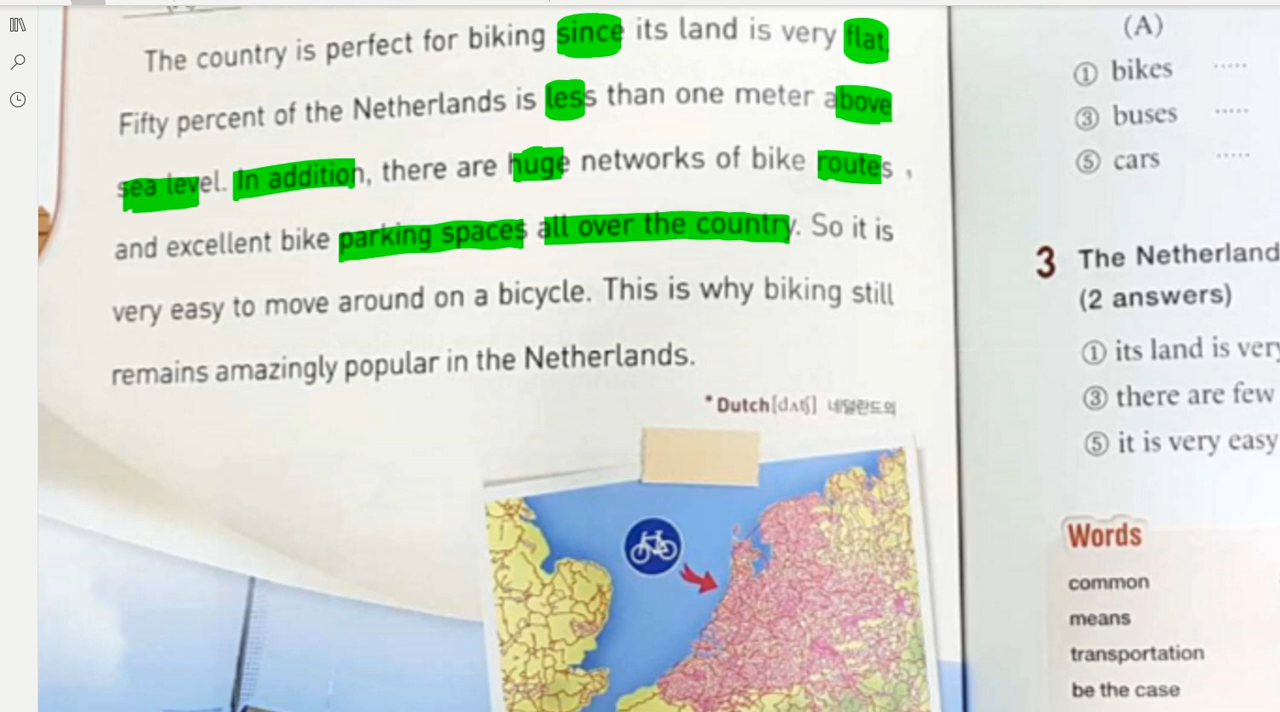 The country is perfect for biking since its land is very flat.
Fifty percent of the Netherlands is less than one meter above
sea level. In addition, there are huge networks of bike routes ,
and excellent bike parking spaces all over the country. So it is
very easy to move around on a bicycle. This is why biking still
remains amazingly popular in the Netherlands.
*Dutch[dʌtʃ] 네덜란드의
(A)
① bikes ·····
③ buses ·····
⑤ cars ·····
3 The Netherland
(2 answers)
① its land is very
③ there are few
⑤ it is very easy
Words
common
means
transportation
be the case